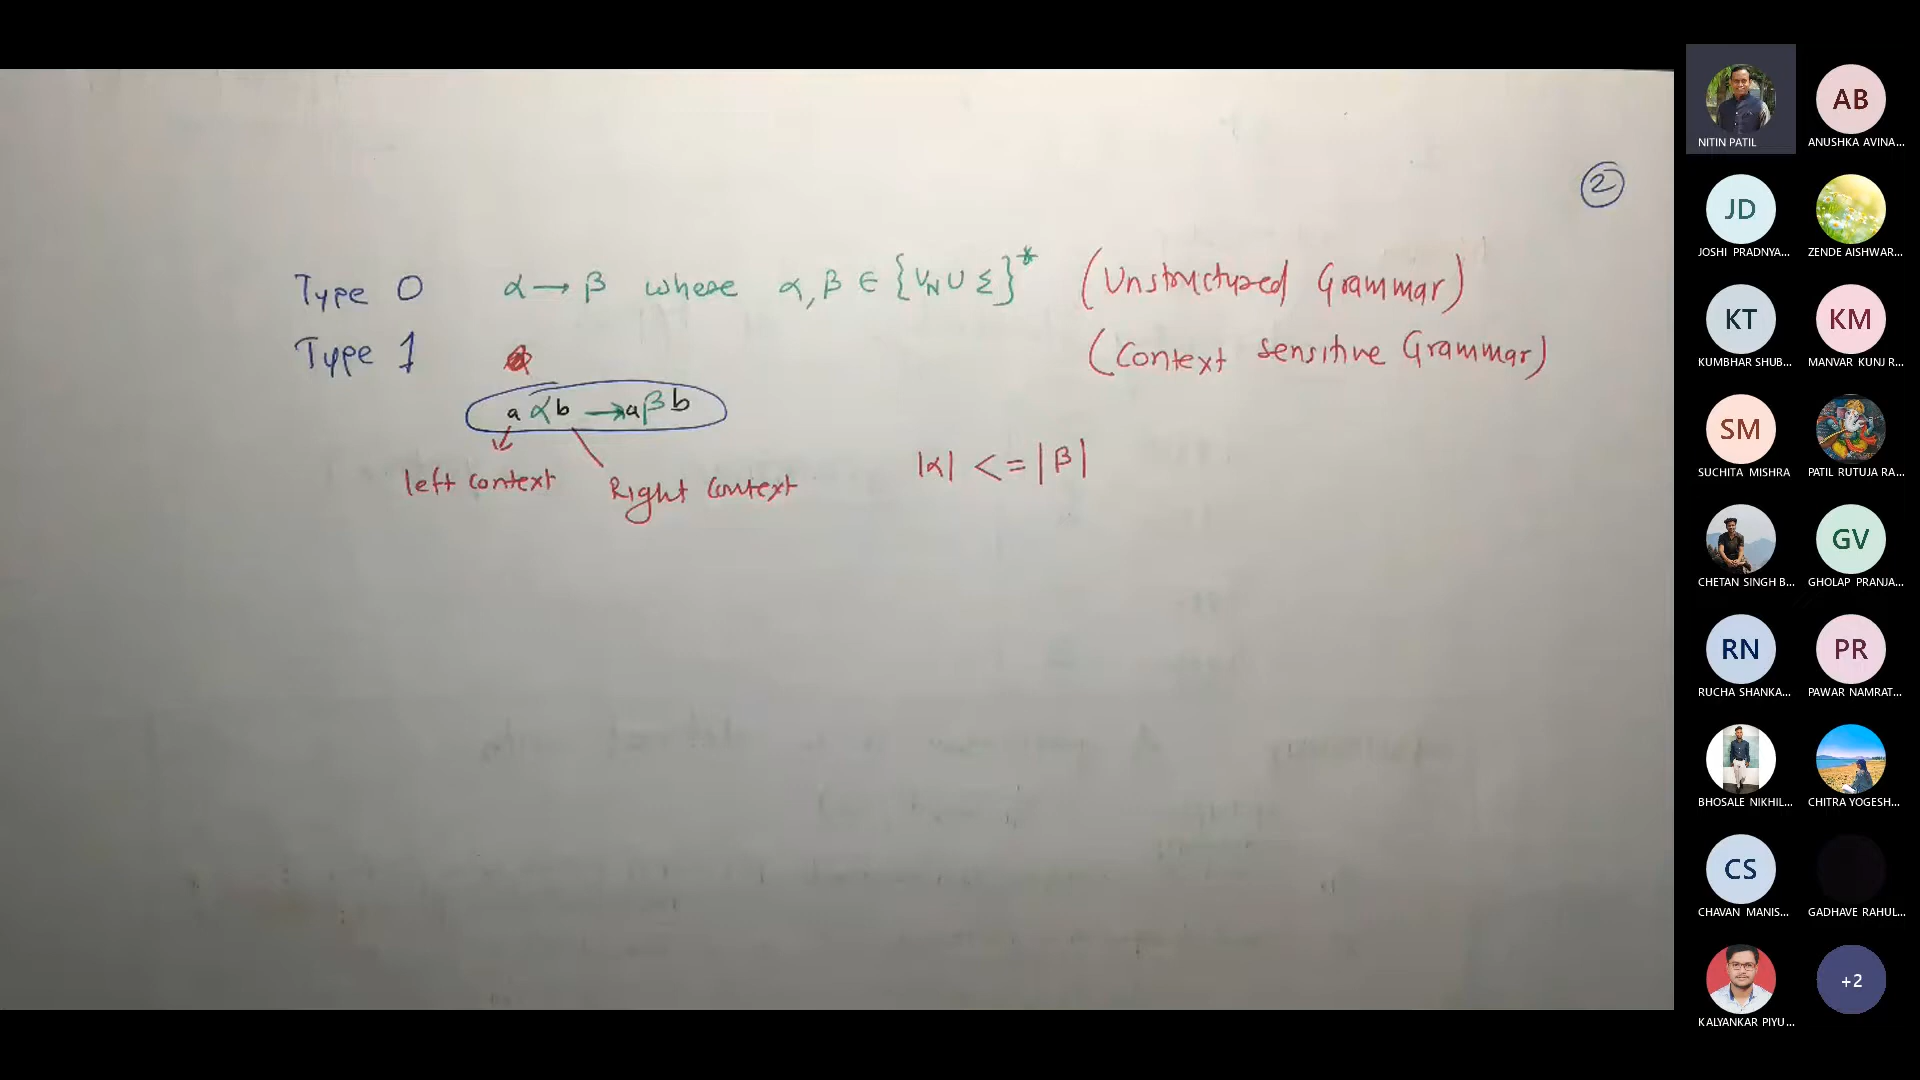 ②
Type 0 α → β where α, β ∈ {V_N ∪ Σ}* (Unstructured Grammar)
Type 1 (Context Sensitive Grammar)
a α b → a β b
left context Right Context |α| <= |β|
NITIN PATIL
AB
ANUSHKA AVINA...
JD
JOSHI PRADNYA...
ZENDE AISHWAR...
KT
KUMBHAR SHUB...
KM
MANVAR KUNJ R...
SM
SUCHITA MISHRA
PATIL RUTUJA RA...
CHETAN SINGH B...
GV
GHOLAP PRANJA...
RN
RUCHA SHANKA...
PR
PAWAR NAMRAT...
BHOSALE NIKHIL...
CHITRA YOGESH...
CS
CHAVAN MANIS...
GADHAVE RAHUL...
KALYANKAR PIYU...
+2